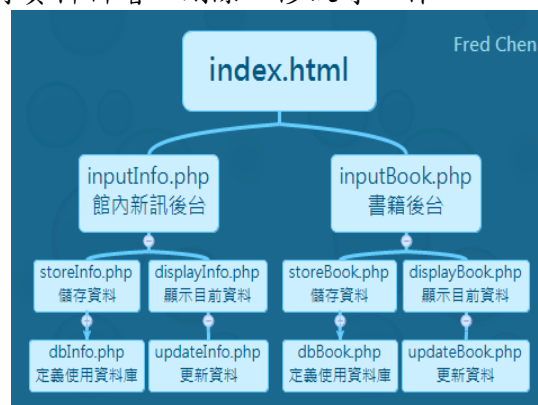 Fred Chen
index.html
inputInfo.php
館內新訊後台
inputBook.php
書籍後台
storeInfo.php
儲存資料
displayInfo.php
顯示目前資料
storeBook.php
儲存資料
displayBook.php
顯示目前資料
dbInfo.php
定義使用資料庫
updateInfo.php
更新資料
dbBook.php
定義使用資料庫
updateBook.php
更新資料